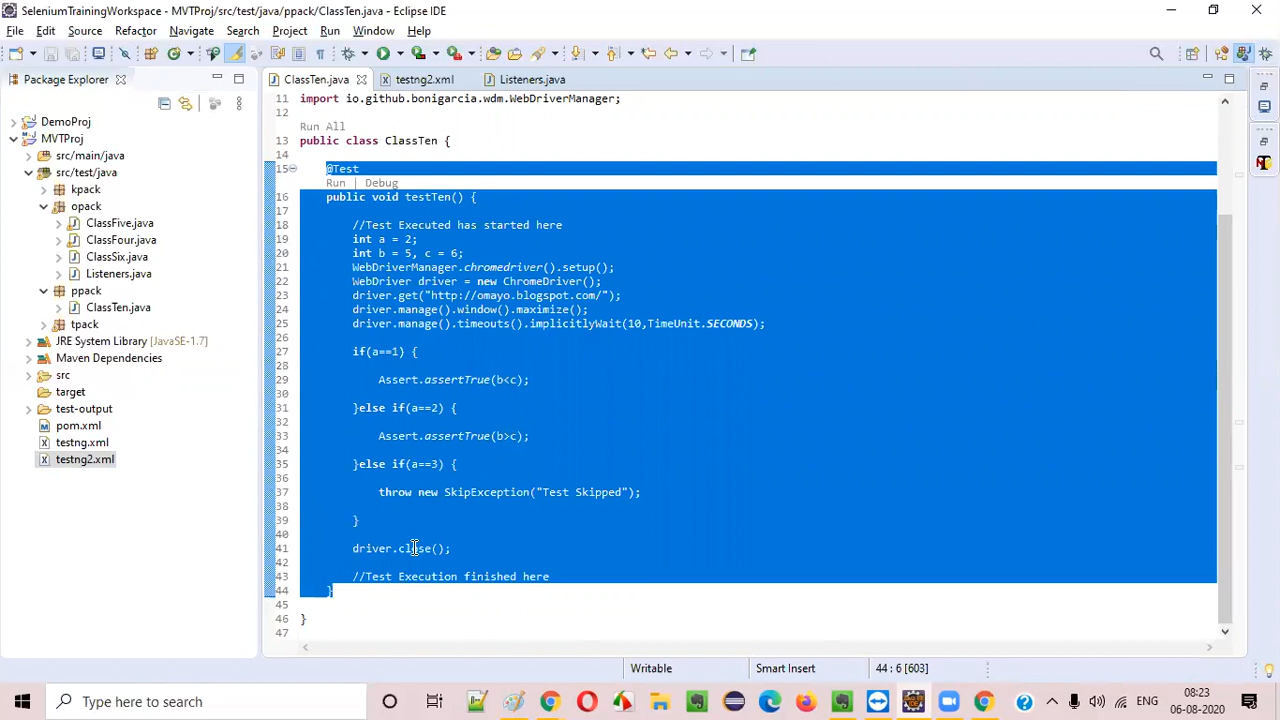 SeleniumTrainingWorkspace - MVTProj/src/test/java/ppack/ClassTen.java - Eclipse IDE
File Edit Source Refactor Navigate Search Project Run Window Help
Package Explorer
ClassTen.java
testng2.xml
Listeners.java
DemoProj
MVTProj
src/main/java
src/test/java
kpack
opack
ClassFive.java
ClassFour.java
ClassSix.java
Listeners.java
ppack
ClassTen.java
tpack
JRE System Library [JavaSE-1.7]
Maven Dependencies
src
target
test-output
pom.xml
testng.xml
testng2.xml
11 import io.github.bonigarcia.wdm.WebDriverManager;
12
Run All
13 public class ClassTen {
14
15 @Test
Run | Debug
16 public void testTen() {
17
18 //Test Executed has started here
19 int a = 2;
20 int b = 5, c = 6;
21 WebDriverManager.chromedriver().setup();
22 WebDriver driver = new ChromeDriver();
23 driver.get("http://omayo.blogspot.com/");
24 driver.manage().window().maximize();
25 driver.manage().timeouts().implicitlyWait(10,TimeUnit.SECONDS);
26
27 if(a==1) {
28
29 Assert.assertTrue(b<c);
30
31 }else if(a==2) {
32
33 Assert.assertTrue(b>c);
34
35 }else if(a==3) {
36
37 throw new SkipException("Test Skipped");
38
39 }
40
41 driver.close();
42
43 //Test Execution finished here
44 }
45
46 }
47
Writable
Smart Insert
44 : 6 [603]
Type here to search
ENG
08:23
06-08-2020